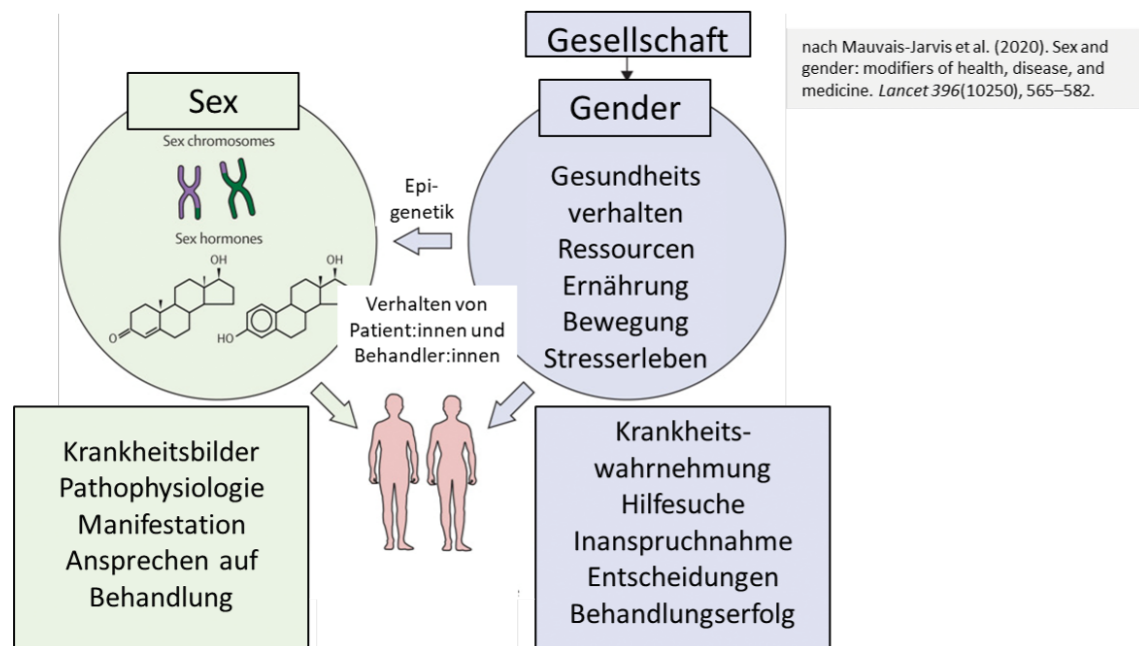 Gesellschaft
nach Mauvais-Jarvis et al. (2020). Sex and
gender: modifiers of health, disease, and
medicine. Lancet 396(10250), 565–582.
Sex
Sex chromosomes
Sex hormones
OH
O
OH
HO
Gender
Gesundheits
verhalten
Ressourcen
Ernährung
Bewegung
Stresserleben
Epi-
genetik
Verhalten von
Patient:innen und
Behandler:innen
Krankheitsbilder
Pathophysiologie
Manifestation
Ansprechen auf
Behandlung
Krankheits-
wahrnehmung
Hilfesuche
Inanspruchnahme
Entscheidungen
Behandlungserfolg